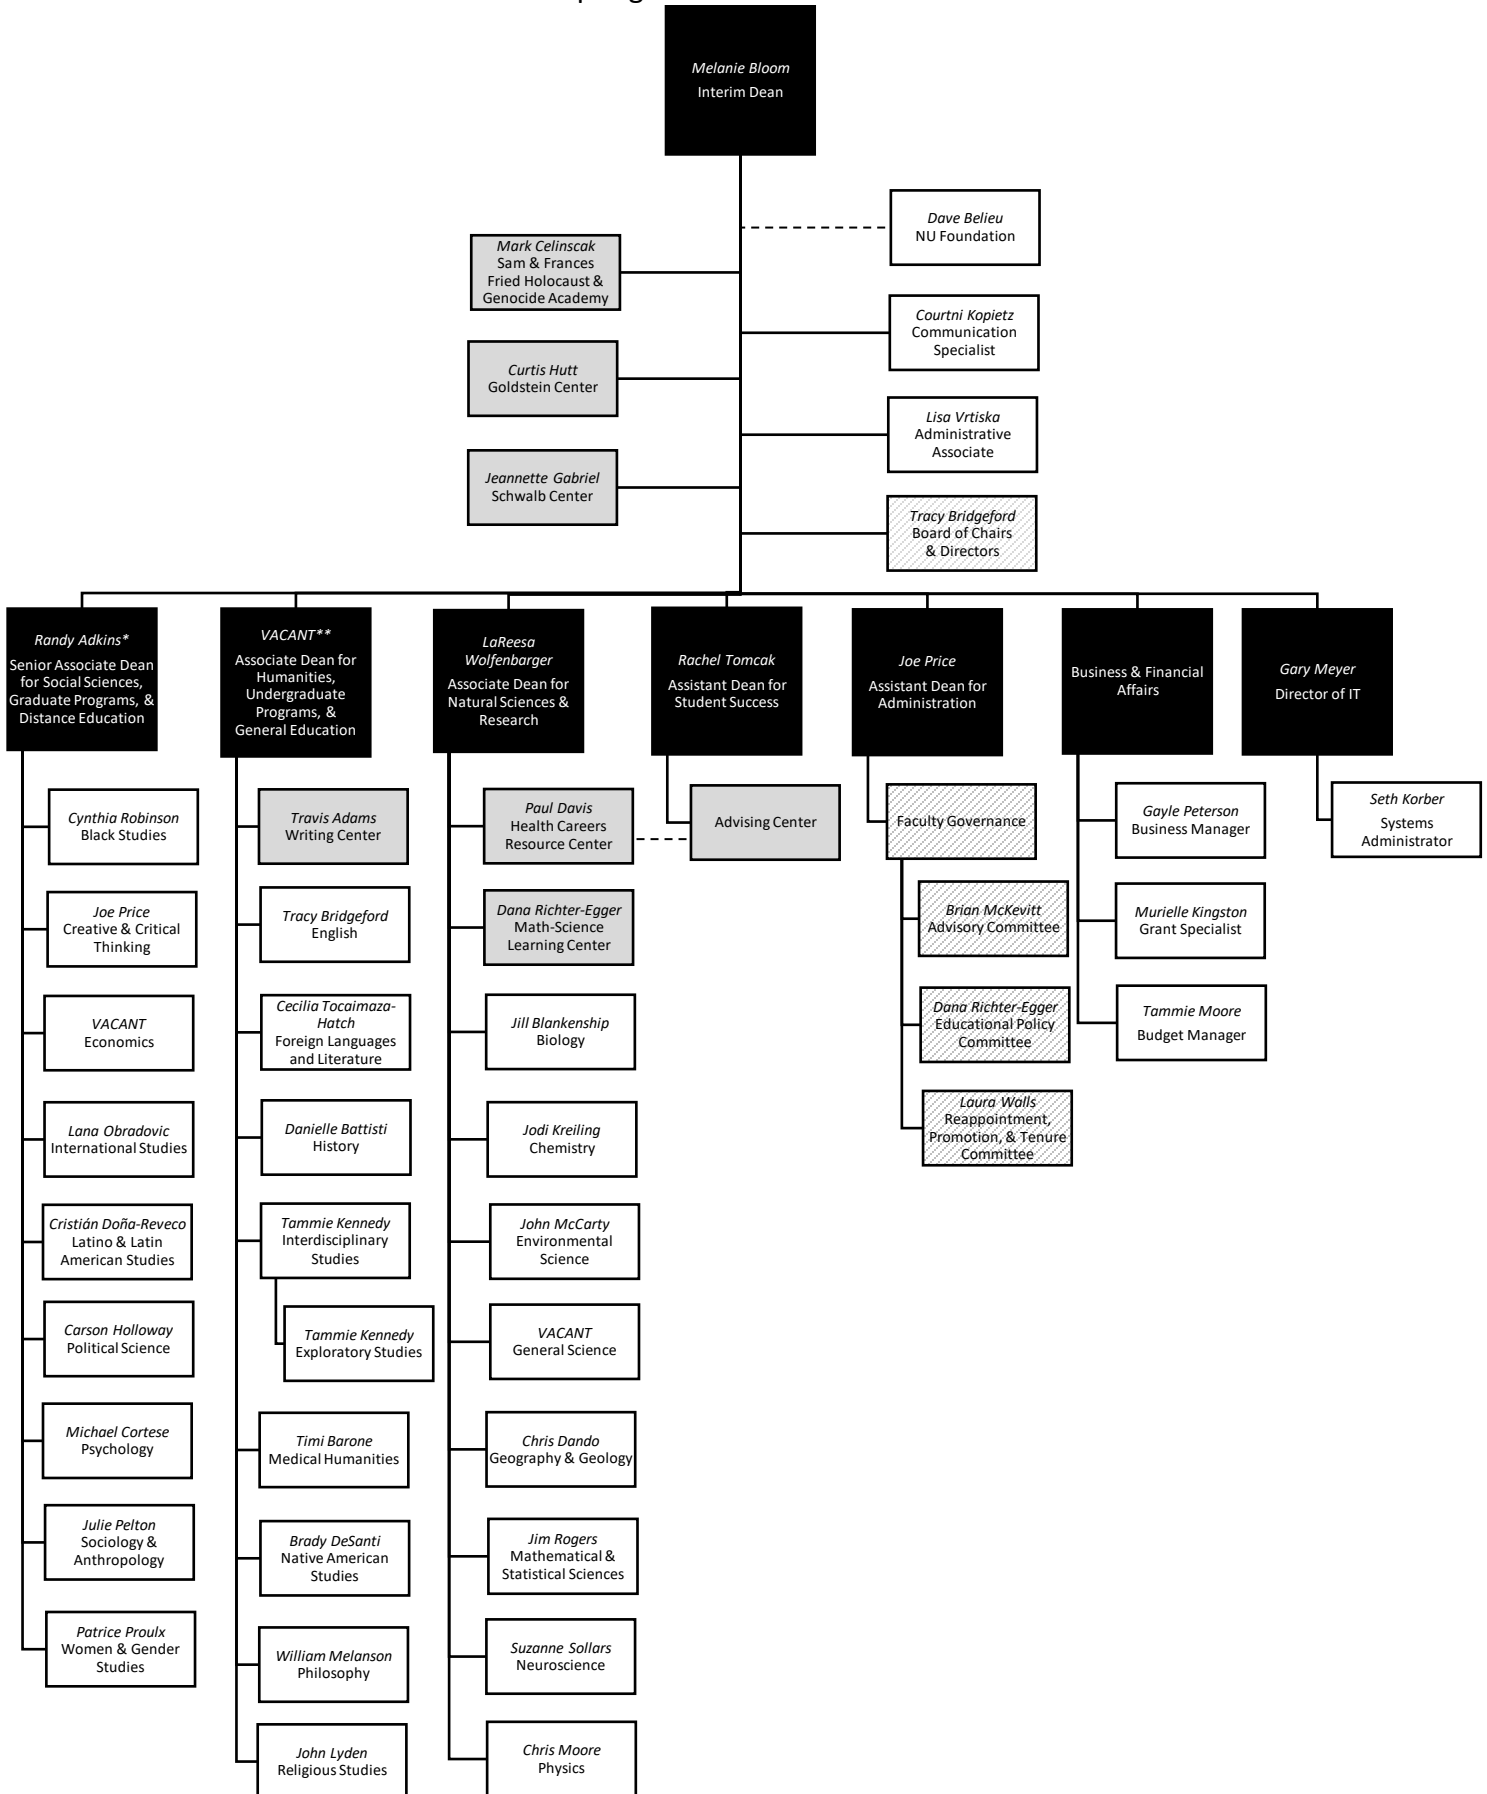 Melanie Bloom
Interim Dean
Dave Belieu
NU Foundation
Mark Celinscak
Sam & Frances
Fried Holocaust &
Genocide Academy
Courtni Kopietz
Communication
Specialist
Curtis Hutt
Goldstein Center
Lisa Vrtiska
Administrative
Associate
Jeannette Gabriel
Schwalb Center
Tracy Bridgeford
Board of Chairs
& Directors
Randy Adkins*
Senior Associate Dean
for Social Sciences,
Graduate Programs, &
Distance Education
VACANT**
Associate Dean for
Humanities,
Undergraduate
Programs, &
General Education
LaReesa
Wolfenbarger
Associate Dean for
Natural Sciences &
Research
Rachel Tomcak
Assistant Dean for
Student Success
Joe Price
Assistant Dean for
Administration
Business & Financial
Affairs
Gary Meyer
Director of IT
Cynthia Robinson
Black Studies
Joe Price
Creative & Critical
Thinking
VACANT
Economics
Lana Obradovic
International Studies
Cristián Doña-Reveco
Latino & Latin
American Studies
Carson Holloway
Political Science
Michael Cortese
Psychology
Julie Pelton
Sociology &
Anthropology
Patrice Proulx
Women & Gender
Studies
Travis Adams
Writing Center
Tracy Bridgeford
English
Cecilia Tocaimaza-
Hatch
Foreign Languages
and Literature
Danielle Battisti
History
Tammie Kennedy
Interdisciplinary
Studies
Tammie Kennedy
Exploratory Studies
Timi Barone
Medical Humanities
Brady DeSanti
Native American
Studies
William Melanson
Philosophy
John Lyden
Religious Studies
Paul Davis
Health Careers
Resource Center
Dana Richter-Egger
Math-Science
Learning Center
Jill Blankenship
Biology
Jodi Kreiling
Chemistry
John McCarty
Environmental
Science
VACANT
General Science
Chris Dando
Geography & Geology
Jim Rogers
Mathematical &
Statistical Sciences
Suzanne Sollars
Neuroscience
Chris Moore
Physics
Advising Center
Faculty Governance
Brian McKevitt
Advisory Committee
Dana Richter-Egger
Educational Policy
Committee
Laura Walls
Reappointment,
Promotion, & Tenure
Committee
Gayle Peterson
Business Manager
Murielle Kingston
Grant Specialist
Tammie Moore
Budget Manager
Seth Korber
Systems
Administrator